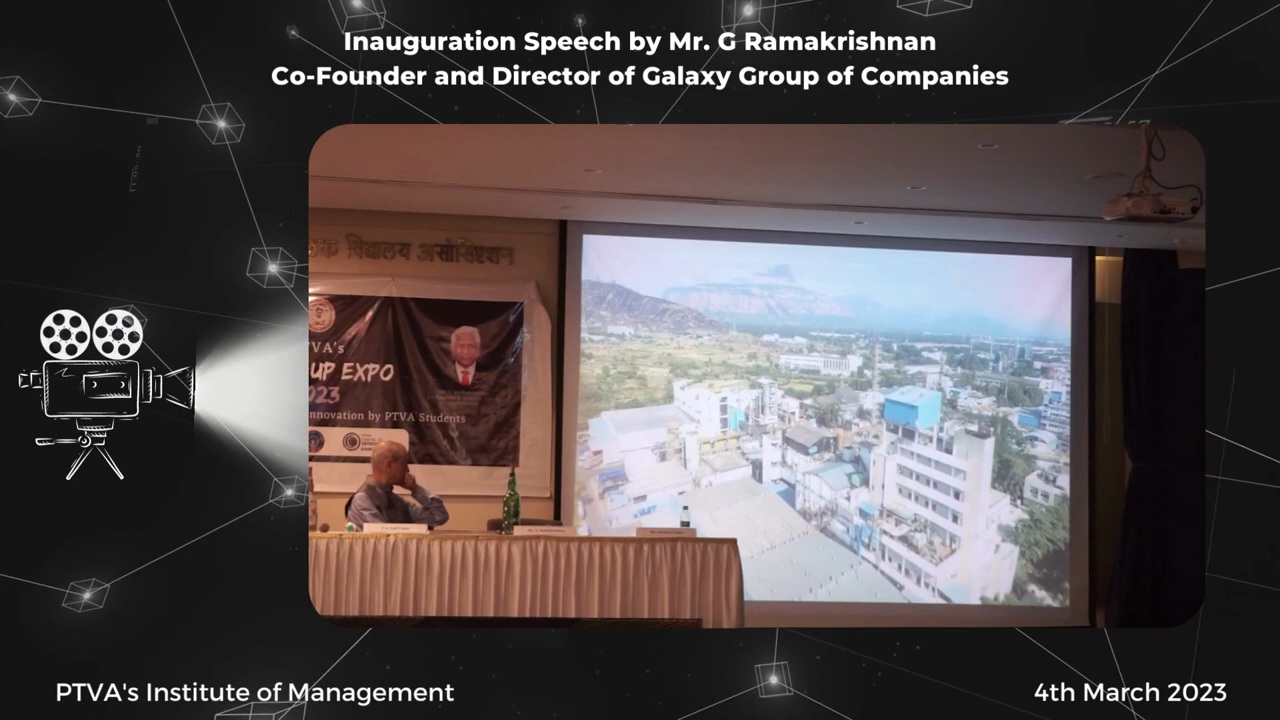 Inauguration Speech by Mr. G Ramakrishnan
Co-Founder and Director of Galaxy Group of Companies
विद्यालय असोसिएशन
TVA's
UP EXPO
023
nnovation by PTVA Students
PTVA's Institute of Management
4th March 2023